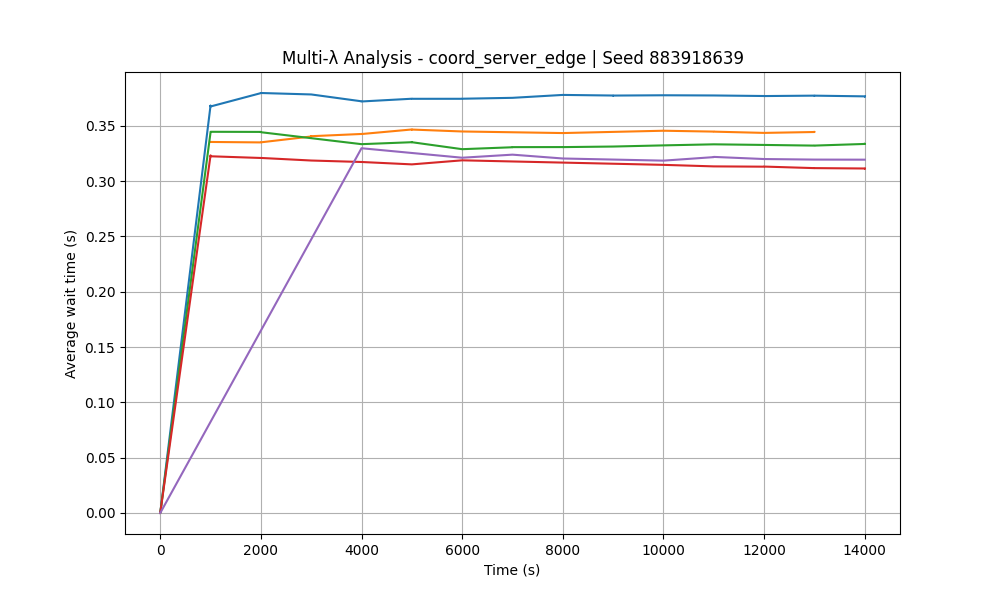 Multi-λ Analysis - coord_server_edge | Seed 883918639
Average wait time (s)
0.35
0.30
0.25
0.20
0.15
0.10
0.05
0.00
0 2000 4000 6000 8000 10000 12000 14000
Time (s)